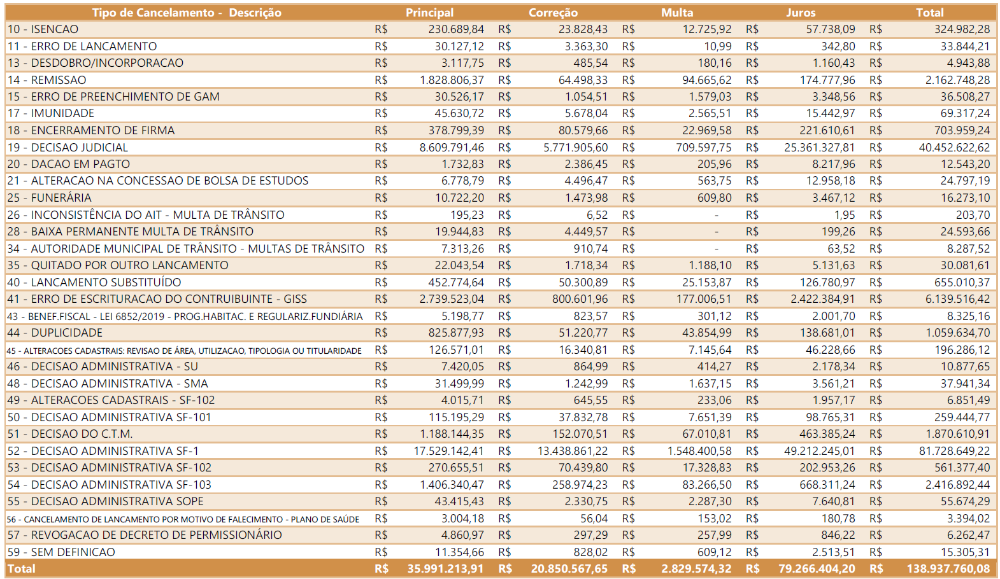 Tipo de Cancelamento - Descrição Principal Correção Multa Juros Total
10 - ISENCAO R$ 230.689,84 R$ 23.828,43 R$ 12.725,92 R$ 57.738,09 R$ 324.982,28
11 - ERRO DE LANCAMENTO R$ 30.127,12 R$ 3.363,30 R$ 10,99 R$ 342,80 R$ 33.844,21
13 - DESDOBRO/INCORPORACAO R$ 3.117,75 R$ 485,54 R$ 180,16 R$ 1.160,43 R$ 4.943,88
14 - REMISSAO R$ 1.828.806,37 R$ 64.498,33 R$ 94.665,62 R$ 174.777,96 R$ 2.162.748,28
15 - ERRO DE PREENCHIMENTO DE GAM R$ 30.526,17 R$ 1.054,51 R$ 1.579,03 R$ 3.348,56 R$ 36.508,27
17 - IMUNIDADE R$ 45.630,72 R$ 5.678,04 R$ 2.565,51 R$ 15.442,97 R$ 69.317,24
18 - ENCERRAMENTO DE FIRMA R$ 378.799,39 R$ 80.579,66 R$ 22.969,58 R$ 221.610,61 R$ 703.959,24
19 - DECISAO JUDICIAL R$ 8.609.791,46 R$ 5.771.905,60 R$ 709.597,75 R$ 25.361.327,81 R$ 40.452.622,62
20 - DACAO EM PAGTO R$ 1.732,83 R$ 2.386,45 R$ 205,96 R$ 8.217,96 R$ 12.543,20
21 - ALTERACAO NA CONCESSAO DE BOLSA DE ESTUDOS R$ 6.778,79 R$ 4.496,47 R$ 563,75 R$ 12.958,18 R$ 24.797,19
25 - FUNERÁRIA R$ 10.722,20 R$ 1.473,98 R$ 609,80 R$ 3.467,12 R$ 16.273,10
26 - INCONSISTÊNCIA DO AIT - MULTA DE TRÂNSITO R$ 195,23 R$ 6,52 R$ - R$ 1,95 R$ 203,70
28 - BAIXA PERMANENTE MULTA DE TRÂNSITO R$ 19.944,83 R$ 4.449,57 R$ - R$ 199,26 R$ 24.593,66
34 - AUTORIDADE MUNICIPAL DE TRÂNSITO - MULTAS DE TRÂNSITO R$ 7.313,26 R$ 910,74 R$ - R$ 63,52 R$ 8.287,52
35 - QUITADO POR OUTRO LANCAMENTO R$ 22.043,54 R$ 1.718,34 R$ 1.188,10 R$ 5.131,63 R$ 30.081,61
40 - LANCAMENTO SUBSTITUÍDO R$ 452.774,64 R$ 50.300,89 R$ 25.153,87 R$ 126.780,97 R$ 655.010,37
41 - ERRO DE ESCRITURACAO DO CONTRUIBUINTE - GISS R$ 2.739.523,04 R$ 800.601,96 R$ 177.006,51 R$ 2.422.384,91 R$ 6.139.516,42
43 - BENEF.FISCAL - LEI 6852/2019 - PROG.HABITAC. E REGULARIZ.FUNDIÁRIA R$ 5.198,77 R$ 823,57 R$ 301,12 R$ 2.001,70 R$ 8.325,16
44 - DUPLICIDADE R$ 825.877,93 R$ 51.220,77 R$ 43.854,99 R$ 138.681,01 R$ 1.059.634,70
45 - ALTERACOES CADASTRAIS: REVISAO DE ÁREA, UTILIZACAO, TIPOLOGIA OU TITULARIDADE R$ 126.571,01 R$ 16.340,81 R$ 7.145,64 R$ 46.228,66 R$ 196.286,12
46 - DECISAO ADMINISTRATIVA - SU R$ 7.420,05 R$ 864,99 R$ 414,27 R$ 2.178,34 R$ 10.877,65
48 - DECISAO ADMINISTRATIVA - SMA R$ 31.499,99 R$ 1.242,99 R$ 1.637,15 R$ 3.561,21 R$ 37.941,34
49 - ALTERACOES CADASTRAIS - SF-102 R$ 4.015,71 R$ 645,55 R$ 233,06 R$ 1.957,17 R$ 6.851,49
50 - DECISAO ADMINISTRATIVA SF-101 R$ 115.195,29 R$ 37.832,78 R$ 7.651,39 R$ 98.765,31 R$ 259.444,77
51 - DECISAO DO C.T.M. R$ 1.188.144,35 R$ 152.070,51 R$ 67.010,81 R$ 463.385,24 R$ 1.870.610,91
52 - DECISAO ADMINISTRATIVA SF-1 R$ 17.529.142,41 R$ 13.438.861,22 R$ 1.548.400,58 R$ 49.212.245,01 R$ 81.728.649,22
53 - DECISAO ADMINISTRATIVA SF-102 R$ 270.655,51 R$ 70.439,80 R$ 17.328,83 R$ 202.953,26 R$ 561.377,40
54 - DECISAO ADMINISTRATIVA SF-103 R$ 1.406.340,47 R$ 258.974,23 R$ 83.266,50 R$ 668.311,24 R$ 2.416.892,44
55 - DECISAO ADMINISTRATIVA SOPE R$ 43.415,43 R$ 2.330,75 R$ 2.287,30 R$ 7.640,81 R$ 55.674,29
56 - CANCELAMENTO DE LANCAMENTO POR MOTIVO DE FALECIMENTO - PLANO DE SAÚDE R$ 3.004,18 R$ 56,04 R$ 153,02 R$ 180,78 R$ 3.394,02
57 - REVOGACAO DE DECRETO DE PERMISSIONÁRIO R$ 4.860,97 R$ 297,29 R$ 257,99 R$ 846,22 R$ 6.262,47
59 - SEM DEFINICAO R$ 11.354,66 R$ 828,02 R$ 609,12 R$ 2.513,51 R$ 15.305,31
Total R$ 35.991.213,91 R$ 20.850.567,65 R$ 2.829.574,32 R$ 79.266.404,20 R$ 138.937.760,08